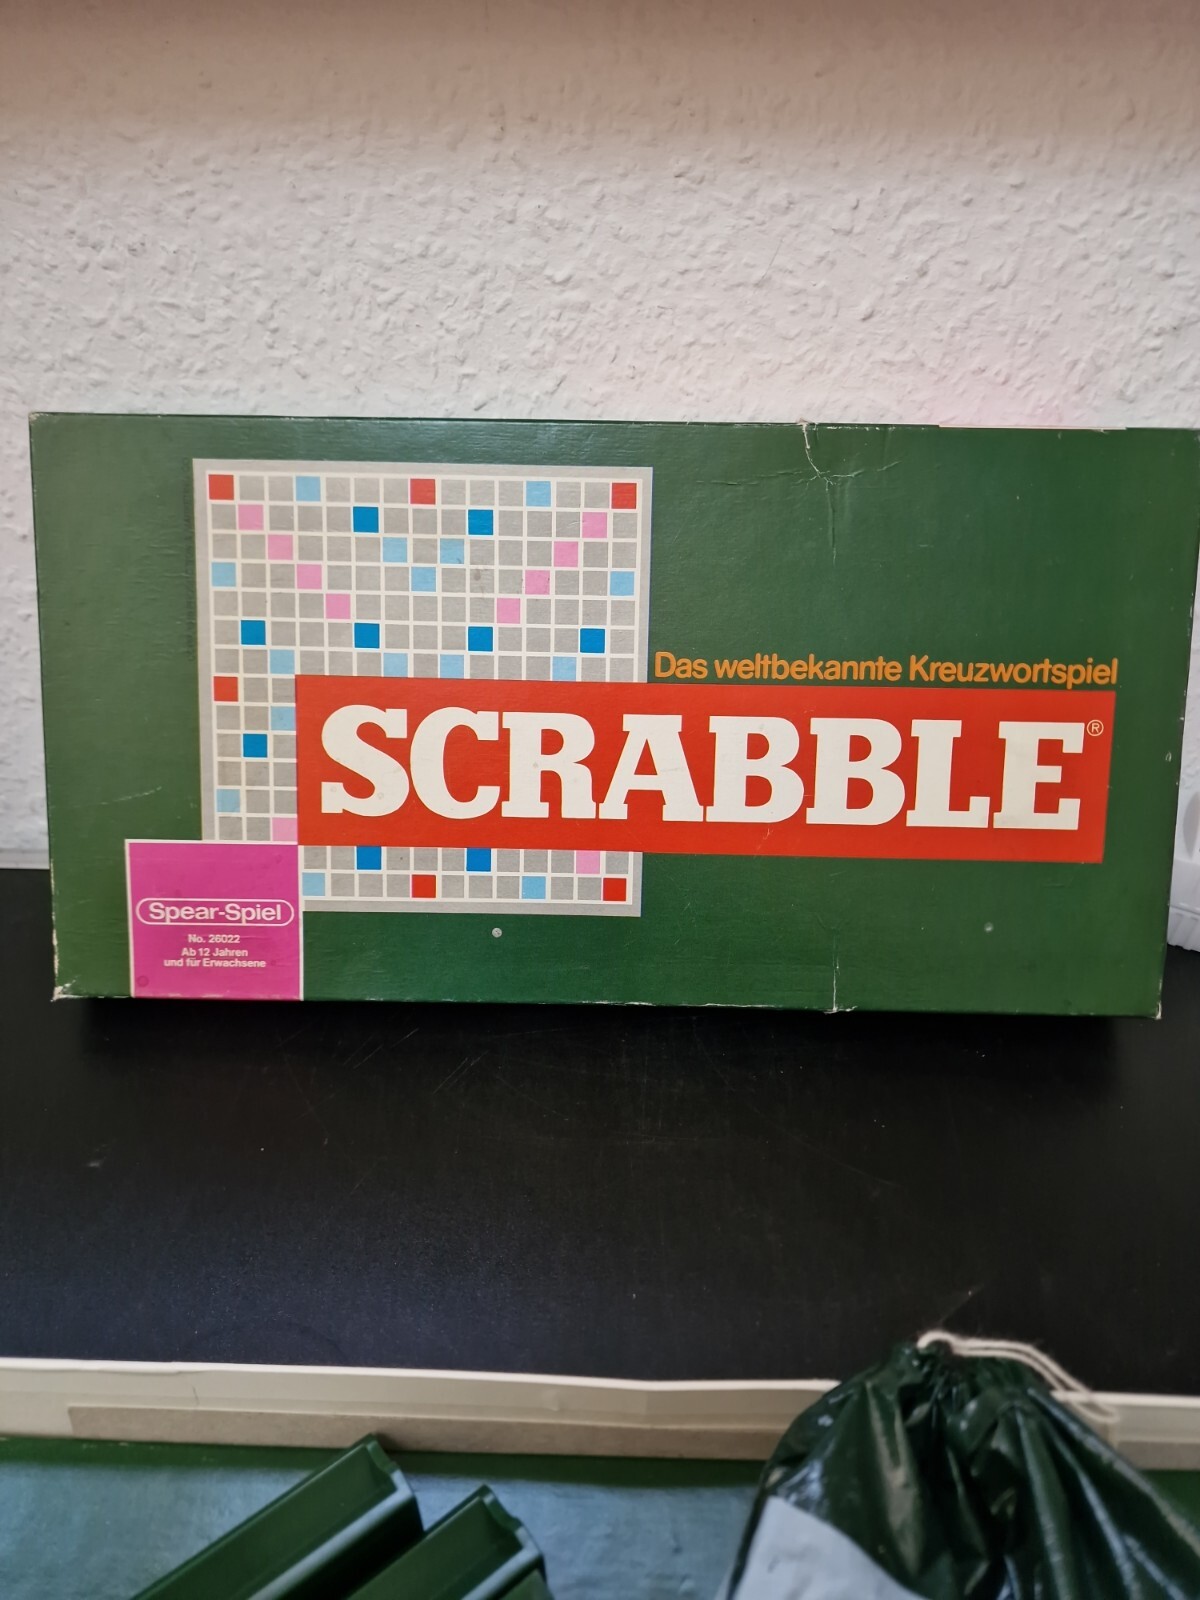 Das weltbekannte Kreuzwortspiel
SCRABBLE®
Spear-Spiel
No. 26022
Ab 12 Jahren
und für Erwachsene